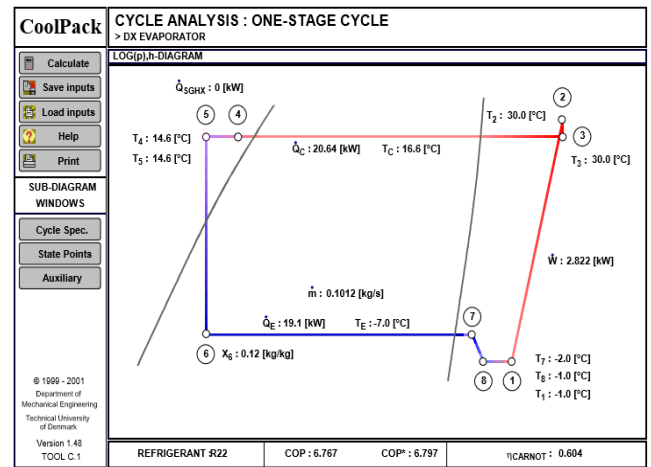 CoolPack
CYCLE ANALYSIS : ONE-STAGE CYCLE
> DX EVAPORATOR
LOG(p),h-DIAGRAM
Calculate
Save inputs
Load inputs
Help
Print
SUB-DIAGRAM
WINDOWS
Cycle Spec.
State Points
Auxiliary
© 1999 - 2001
Department of
Mechanical Engineering
Technical University
of Denmark
Version 1.48
TOOL C.1
Q̇SGHX : 0 [kW]
5
4
2
T2 : 30.0 [°C]
3
T4 : 14.6 [°C]
T5 : 14.6 [°C]
Q̇C : 20.64 [kW] TC : 16.6 [°C]
T3 : 30.0 [°C]
Ẇ : 2.822 [kW]
ṁ : 0.1012 [kg/s]
Q̇E : 19.1 [kW] TE : -7.0 [°C]
7
6
X6 : 0.12 [kg/kg]
8
1
T7 : -2.0 [°C]
T8 : -1.0 [°C]
T1 : -1.0 [°C]
REFRIGERANT :R22 COP : 6.767 COP* : 6.797 ηCARNOT : 0.604